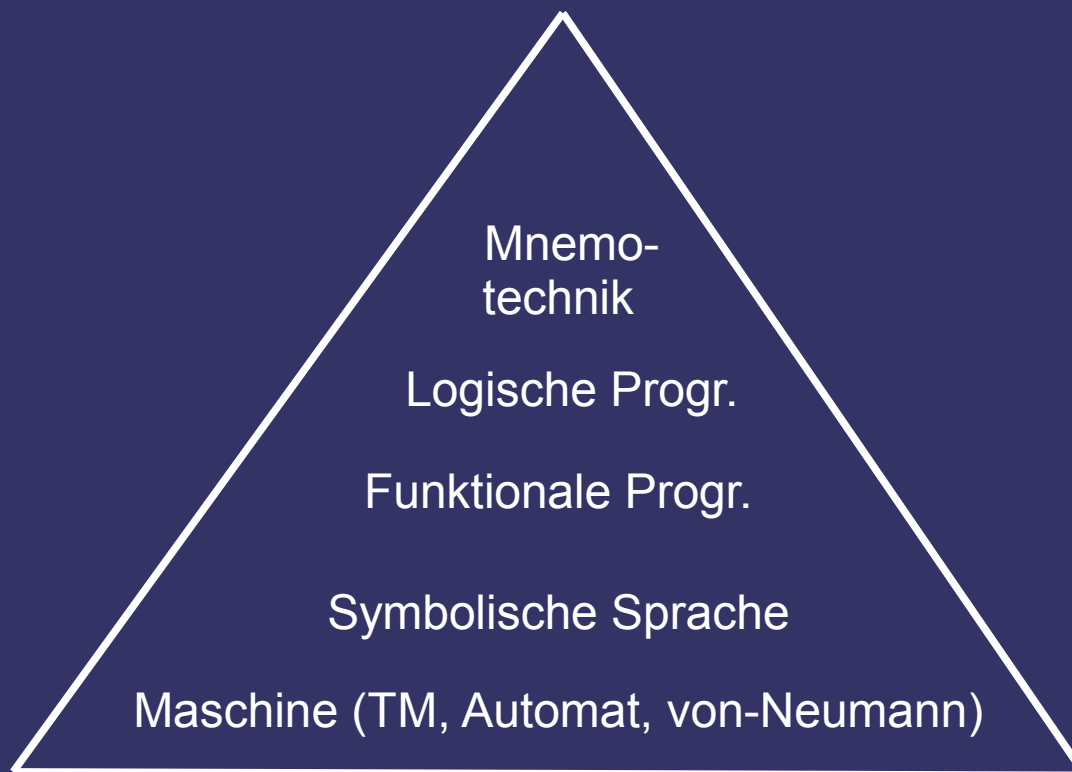 Mnemo-
technik
Logische Progr.
Funktionale Progr.
Symbolische Sprache
Maschine (TM, Automat, von-Neumann)